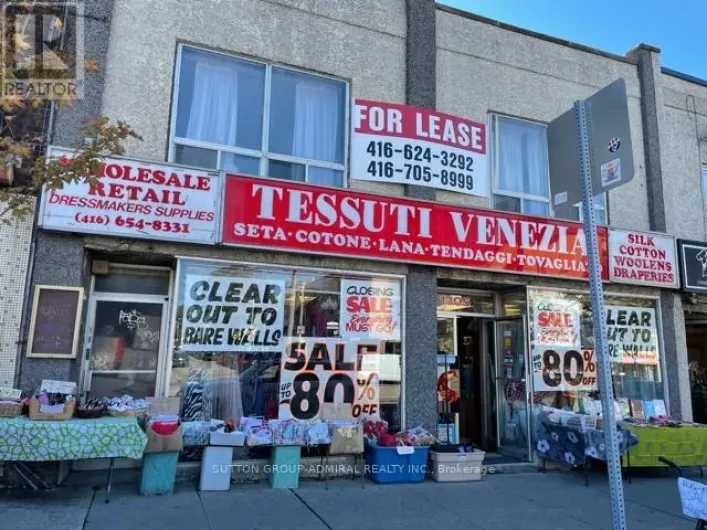 REALTOR
FOR LEASE
416-624-3292
416-705-8999
WHOLESALE
RETAIL
DRESSMAKERS SUPPLIES
(416) 654-8331
TESSUTI VENEZIA
SETA·COTONE·LANA·TENDAGGI·TOVAGLIA
SILK
COTTON
WOOLENS
DRAPERIES
CLEAR
OUT TO
BARE WALLS
CLOSING
SALE
Everything
MUST GO!
SALE
UP TO 80% OFF
CLOSING
SALE
UP TO 80% OFF
CLEAR
OUT TO
BARE WALLS
SUTTON GROUP-ADMIRAL REALTY INC., Brokerage